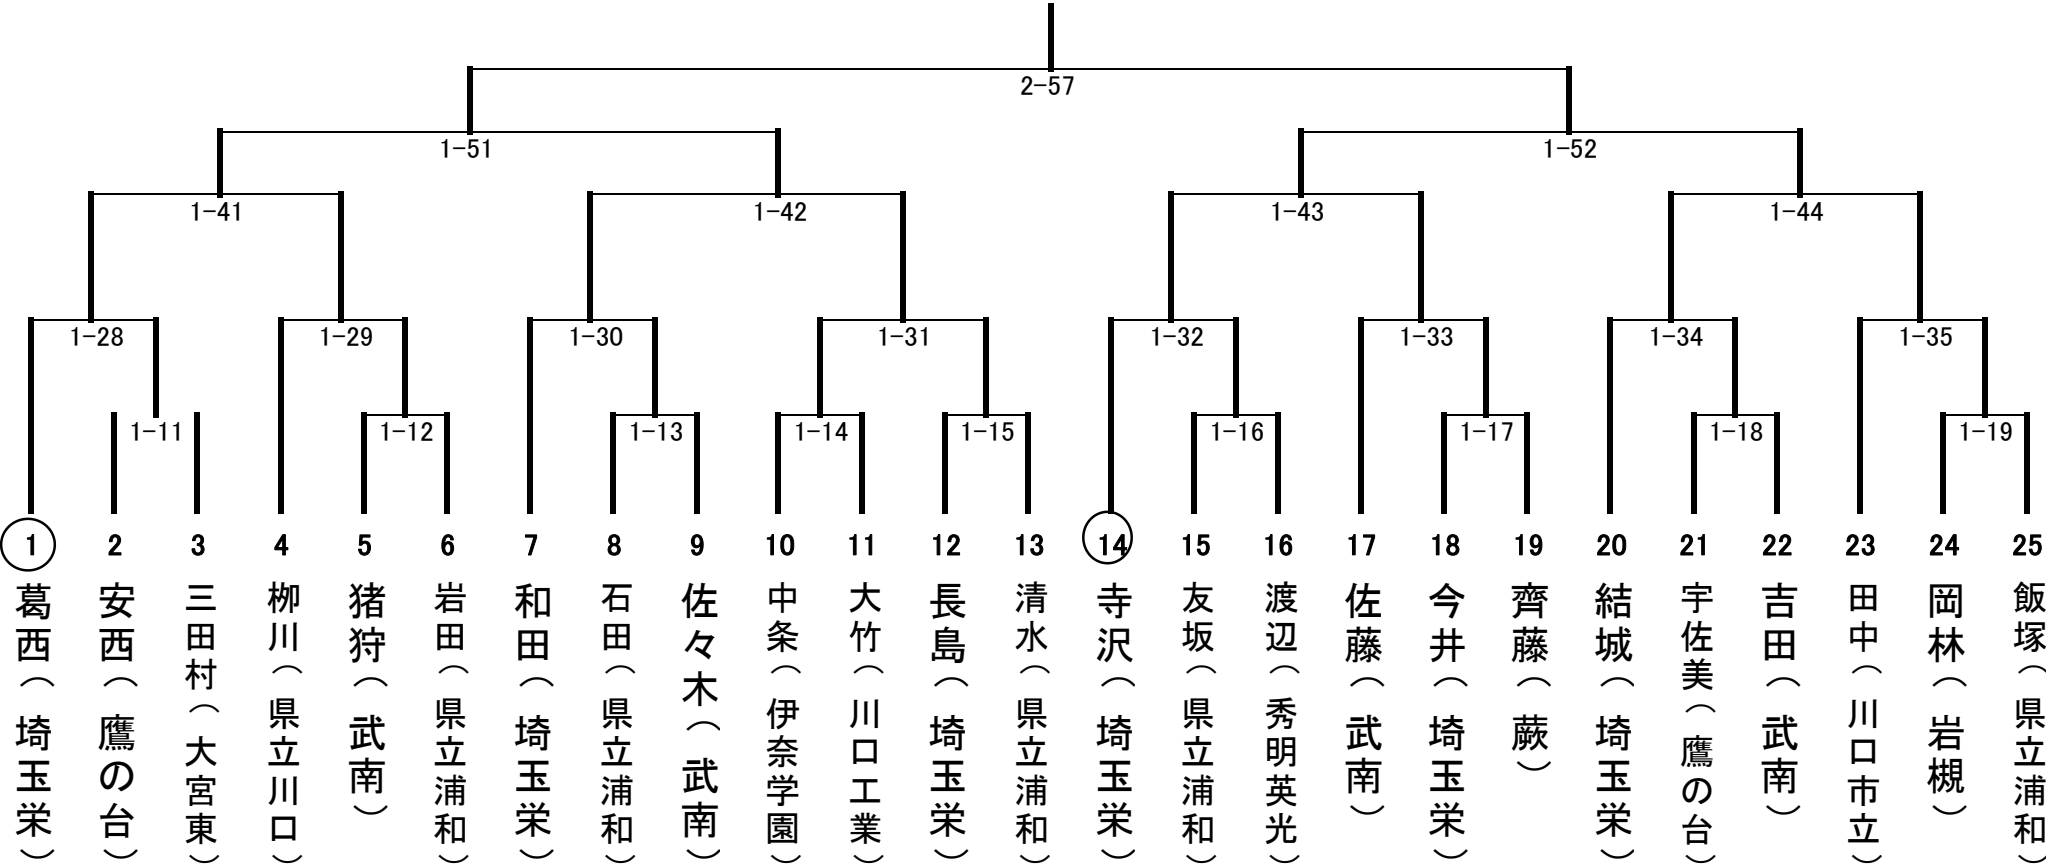 2-57
1-51
1-52
1-41
1-42
1-43
1-44
1-28
1-29
1-30
1-31
1-32
1-33
1-34
1-35
1-11
1-12
1-13
1-14
1-15
1-16
1-17
1-18
1-19
1 葛西(埼玉栄)
2 安西(鷹の台)
3 三田村(大宮東)
4 栁川(県立川口)
5 猪狩(武南)
6 岩田(県立浦和)
7 和田(埼玉栄)
8 石田(県立浦和)
9 佐々木(武南)
10 中条(伊奈学園)
11 大竹(川口工業)
12 長島(埼玉栄)
13 清水(県立浦和)
14 寺沢(埼玉栄)
15 友坂(県立浦和)
16 渡辺(秀明英光)
17 佐藤(武南)
18 今井(埼玉栄)
19 齊藤(蕨)
20 結城(埼玉栄)
21 宇佐美(鷹の台)
22 吉田(武南)
23 田中(川口市立)
24 岡林(岩槻)
25 飯塚(県立浦和)